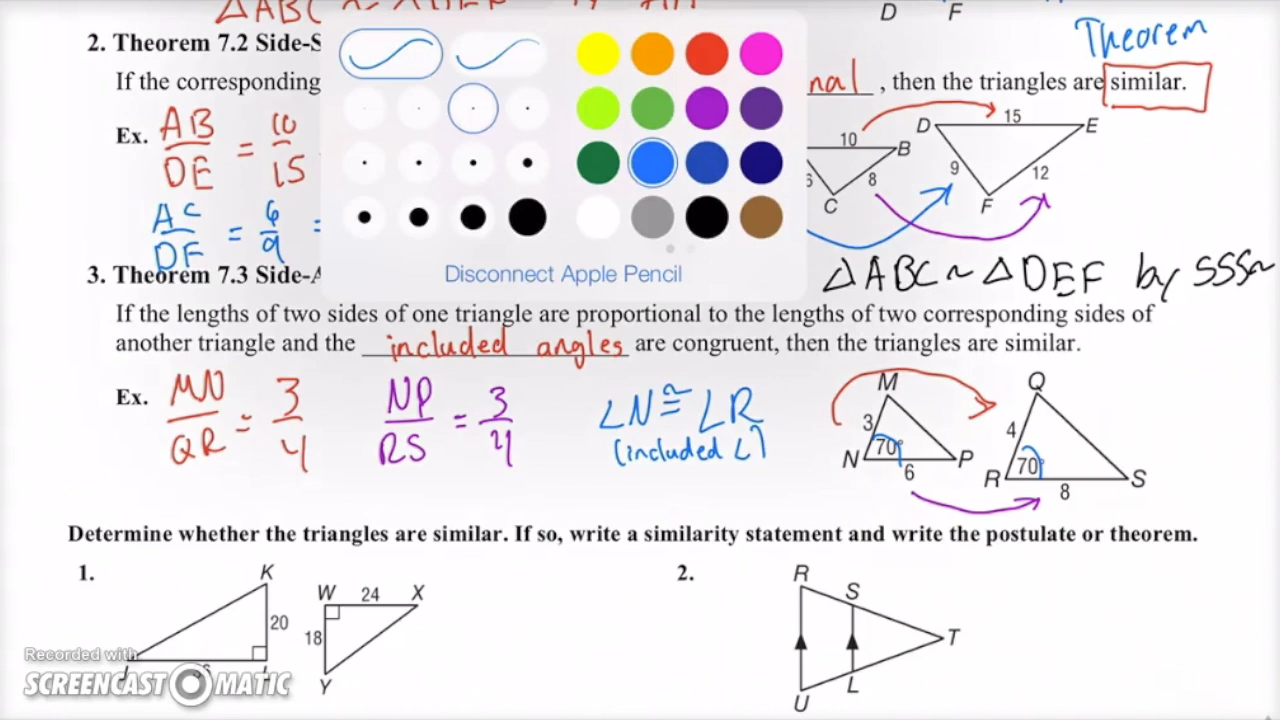 △ABC
D F
Theorem
2. Theorem 7.2 Side-S
If the corresponding nal , then the triangles are similar.
Ex. AB/DE = 10/15
10 B
8
C
D 15 E
9 12
F
AC/DF = 6/9 =
Disconnect Apple Pencil
△ABC ~ △DEF by SSS~
3. Theorem 7.3 Side-A
If the lengths of two sides of one triangle are proportional to the lengths of two corresponding sides of
another triangle and the included angles are congruent, then the triangles are similar.
Ex. MN/QR = 3/4 NP/RS = 3/4 ∠N ≅ ∠R
(included ∠)
M Q
3 4
N 70° P R 70° S
6 8
Determine whether the triangles are similar. If so, write a similarity statement and write the postulate or theorem.
1. 2.
K
20
W 24 X
18
Y
R S
T
U L
Recorded with
SCREENCAST-O-MATIC